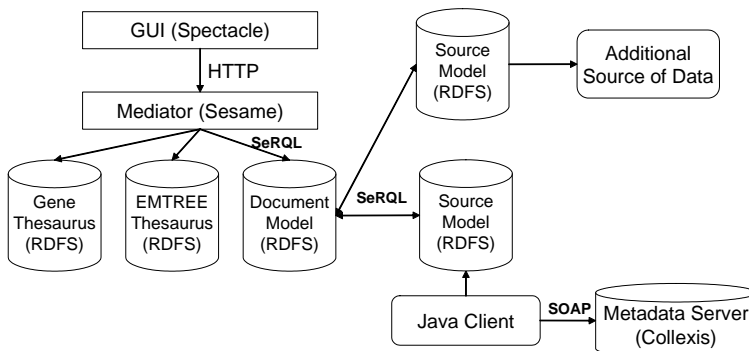 GUI (Spectacle)
HTTP
Mediator (Sesame)
SeRQL
Gene
Thesaurus
(RDFS)
EMTREE
Thesaurus
(RDFS)
Document
Model
(RDFS)
SeRQL
Source
Model
(RDFS)
Additional
Source of Data
Source
Model
(RDFS)
Java Client
SOAP
Metadata Server
(Collexis)